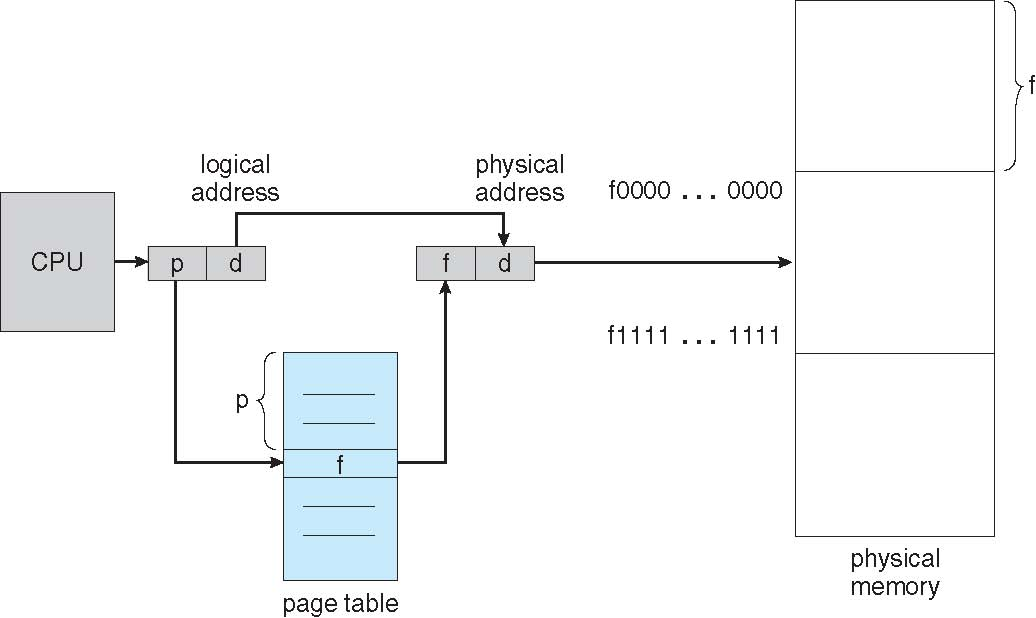 f
logical
address
physical
address
f0000 ... 0000
CPU
p
d
f
d
f1111 ... 1111
p
f
page table
physical
memory